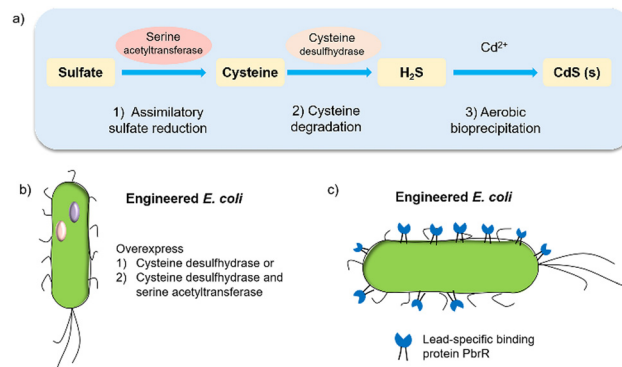 a)
Serine
acetyltransferase
Cysteine
desulfhydrase
Cd²⁺
Sulfate
Cysteine
H₂S
CdS (s)
1) Assimilatory
sulfate reduction
2) Cysteine
degradation
3) Aerobic
bioprecipitation
b)
Engineered E. coli
Overexpress
1) Cysteine desulfhydrase or
2) Cysteine desulfhydrase and
serine acetyltransferase
c)
Engineered E. coli
Lead-specific binding
protein PbrR